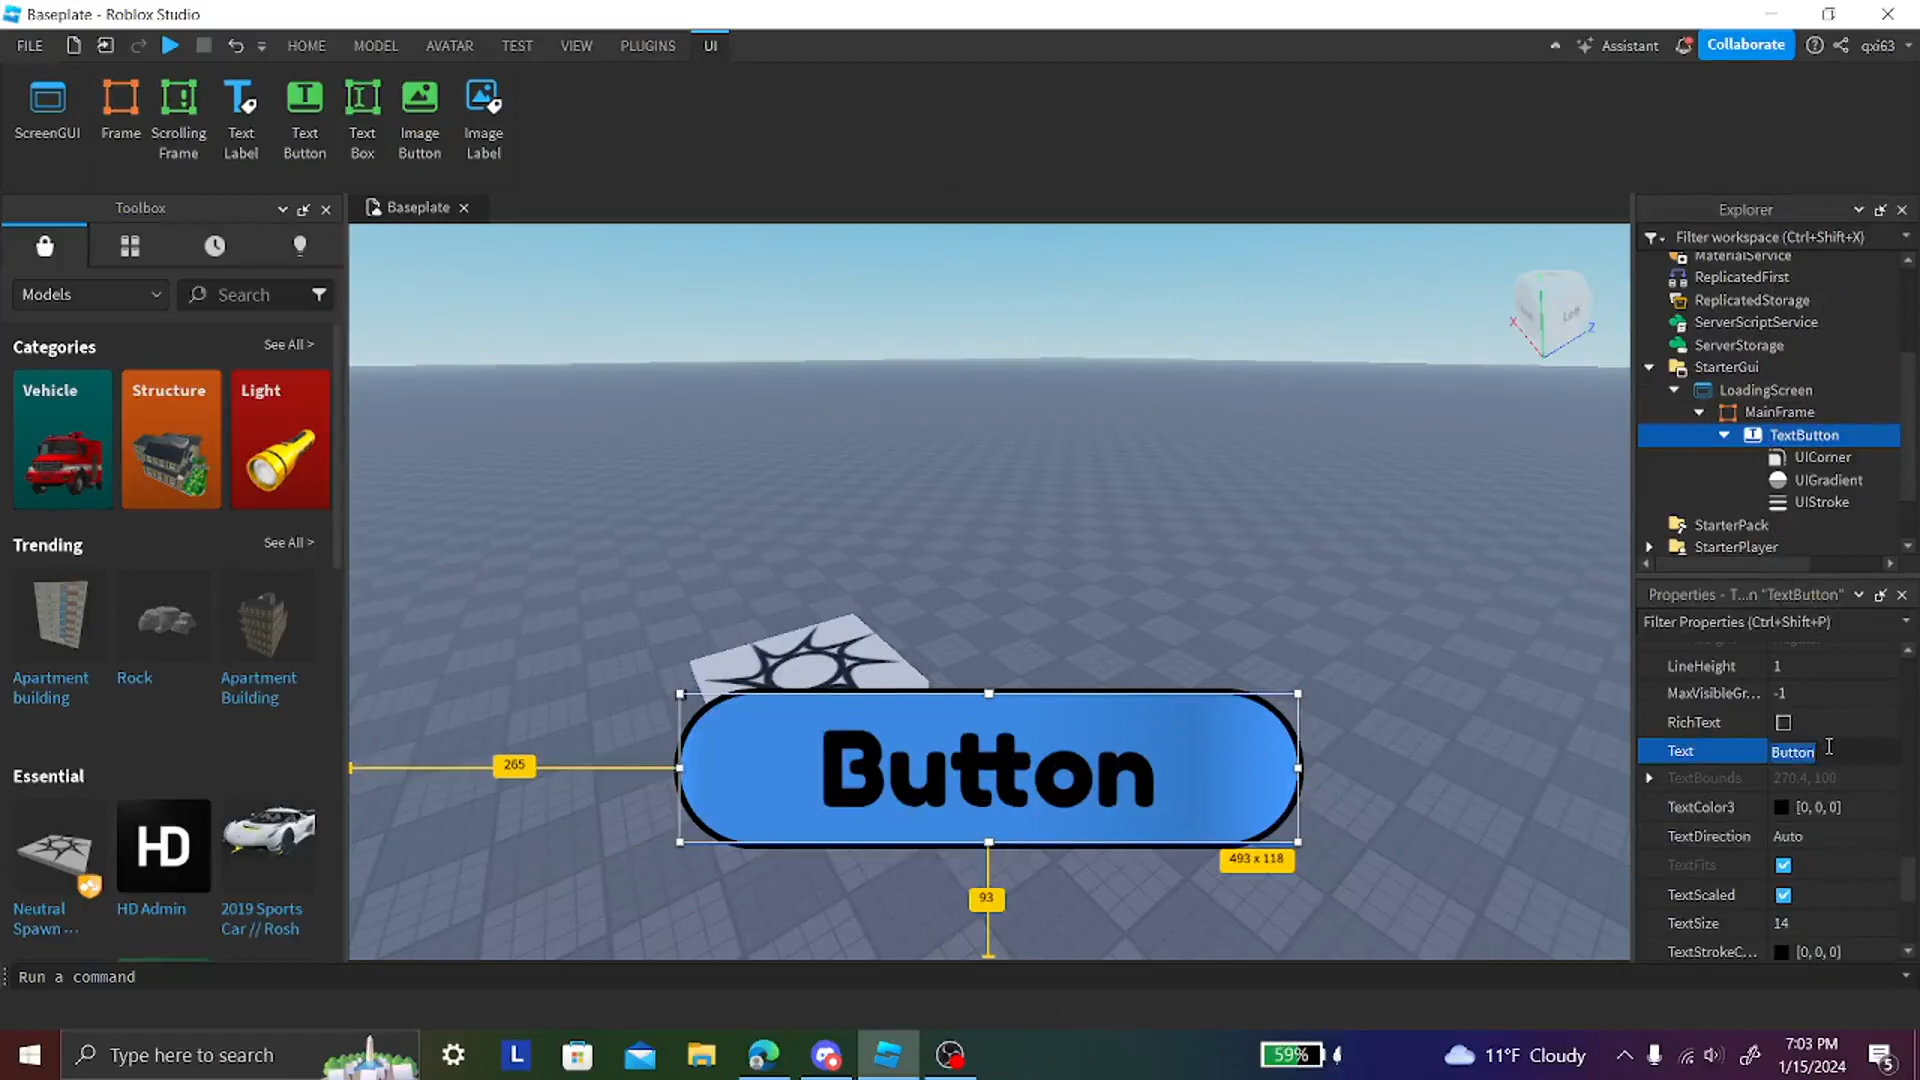 Baseplate - Roblox Studio
FILE
HOME
MODEL
AVATAR
TEST
VIEW
PLUGINS
UI
Assistant
Collaborate
qxi63
ScreenGUI
Frame
Scrolling
Frame
Text
Label
Text
Button
Text
Box
Image
Button
Image
Label
Toolbox
Baseplate
Models
Search
Categories
See All >
Vehicle
Structure
Light
Trending
See All >
Apartment
building
Rock
Apartment
Building
Essential
See All >
HD
Neutral
Spawn ...
HD Admin
2019 Sports
Car // Rosh
X
Z
265
Button
493 x 118
93
Explorer
Filter workspace (Ctrl+Shift+X)
MaterialService
ReplicatedFirst
ReplicatedStorage
ServerScriptService
ServerStorage
StarterGui
LoadingScreen
MainFrame
TextButton
UICorner
UIGradient
UIStroke
StarterPack
StarterPlayer
Properties - T...n "TextButton"
Filter Properties (Ctrl+Shift+P)
LineHeight 1
MaxVisibleGr... -1
RichText
Text Button
TextBounds 270.4, 100
TextColor3 [0, 0, 0]
TextDirection Auto
TextFits
TextScaled
TextSize 14
TextStrokeC... [0, 0, 0]
Run a command
Type here to search
L
59%
11°F Cloudy
7:03 PM
1/15/2024
5